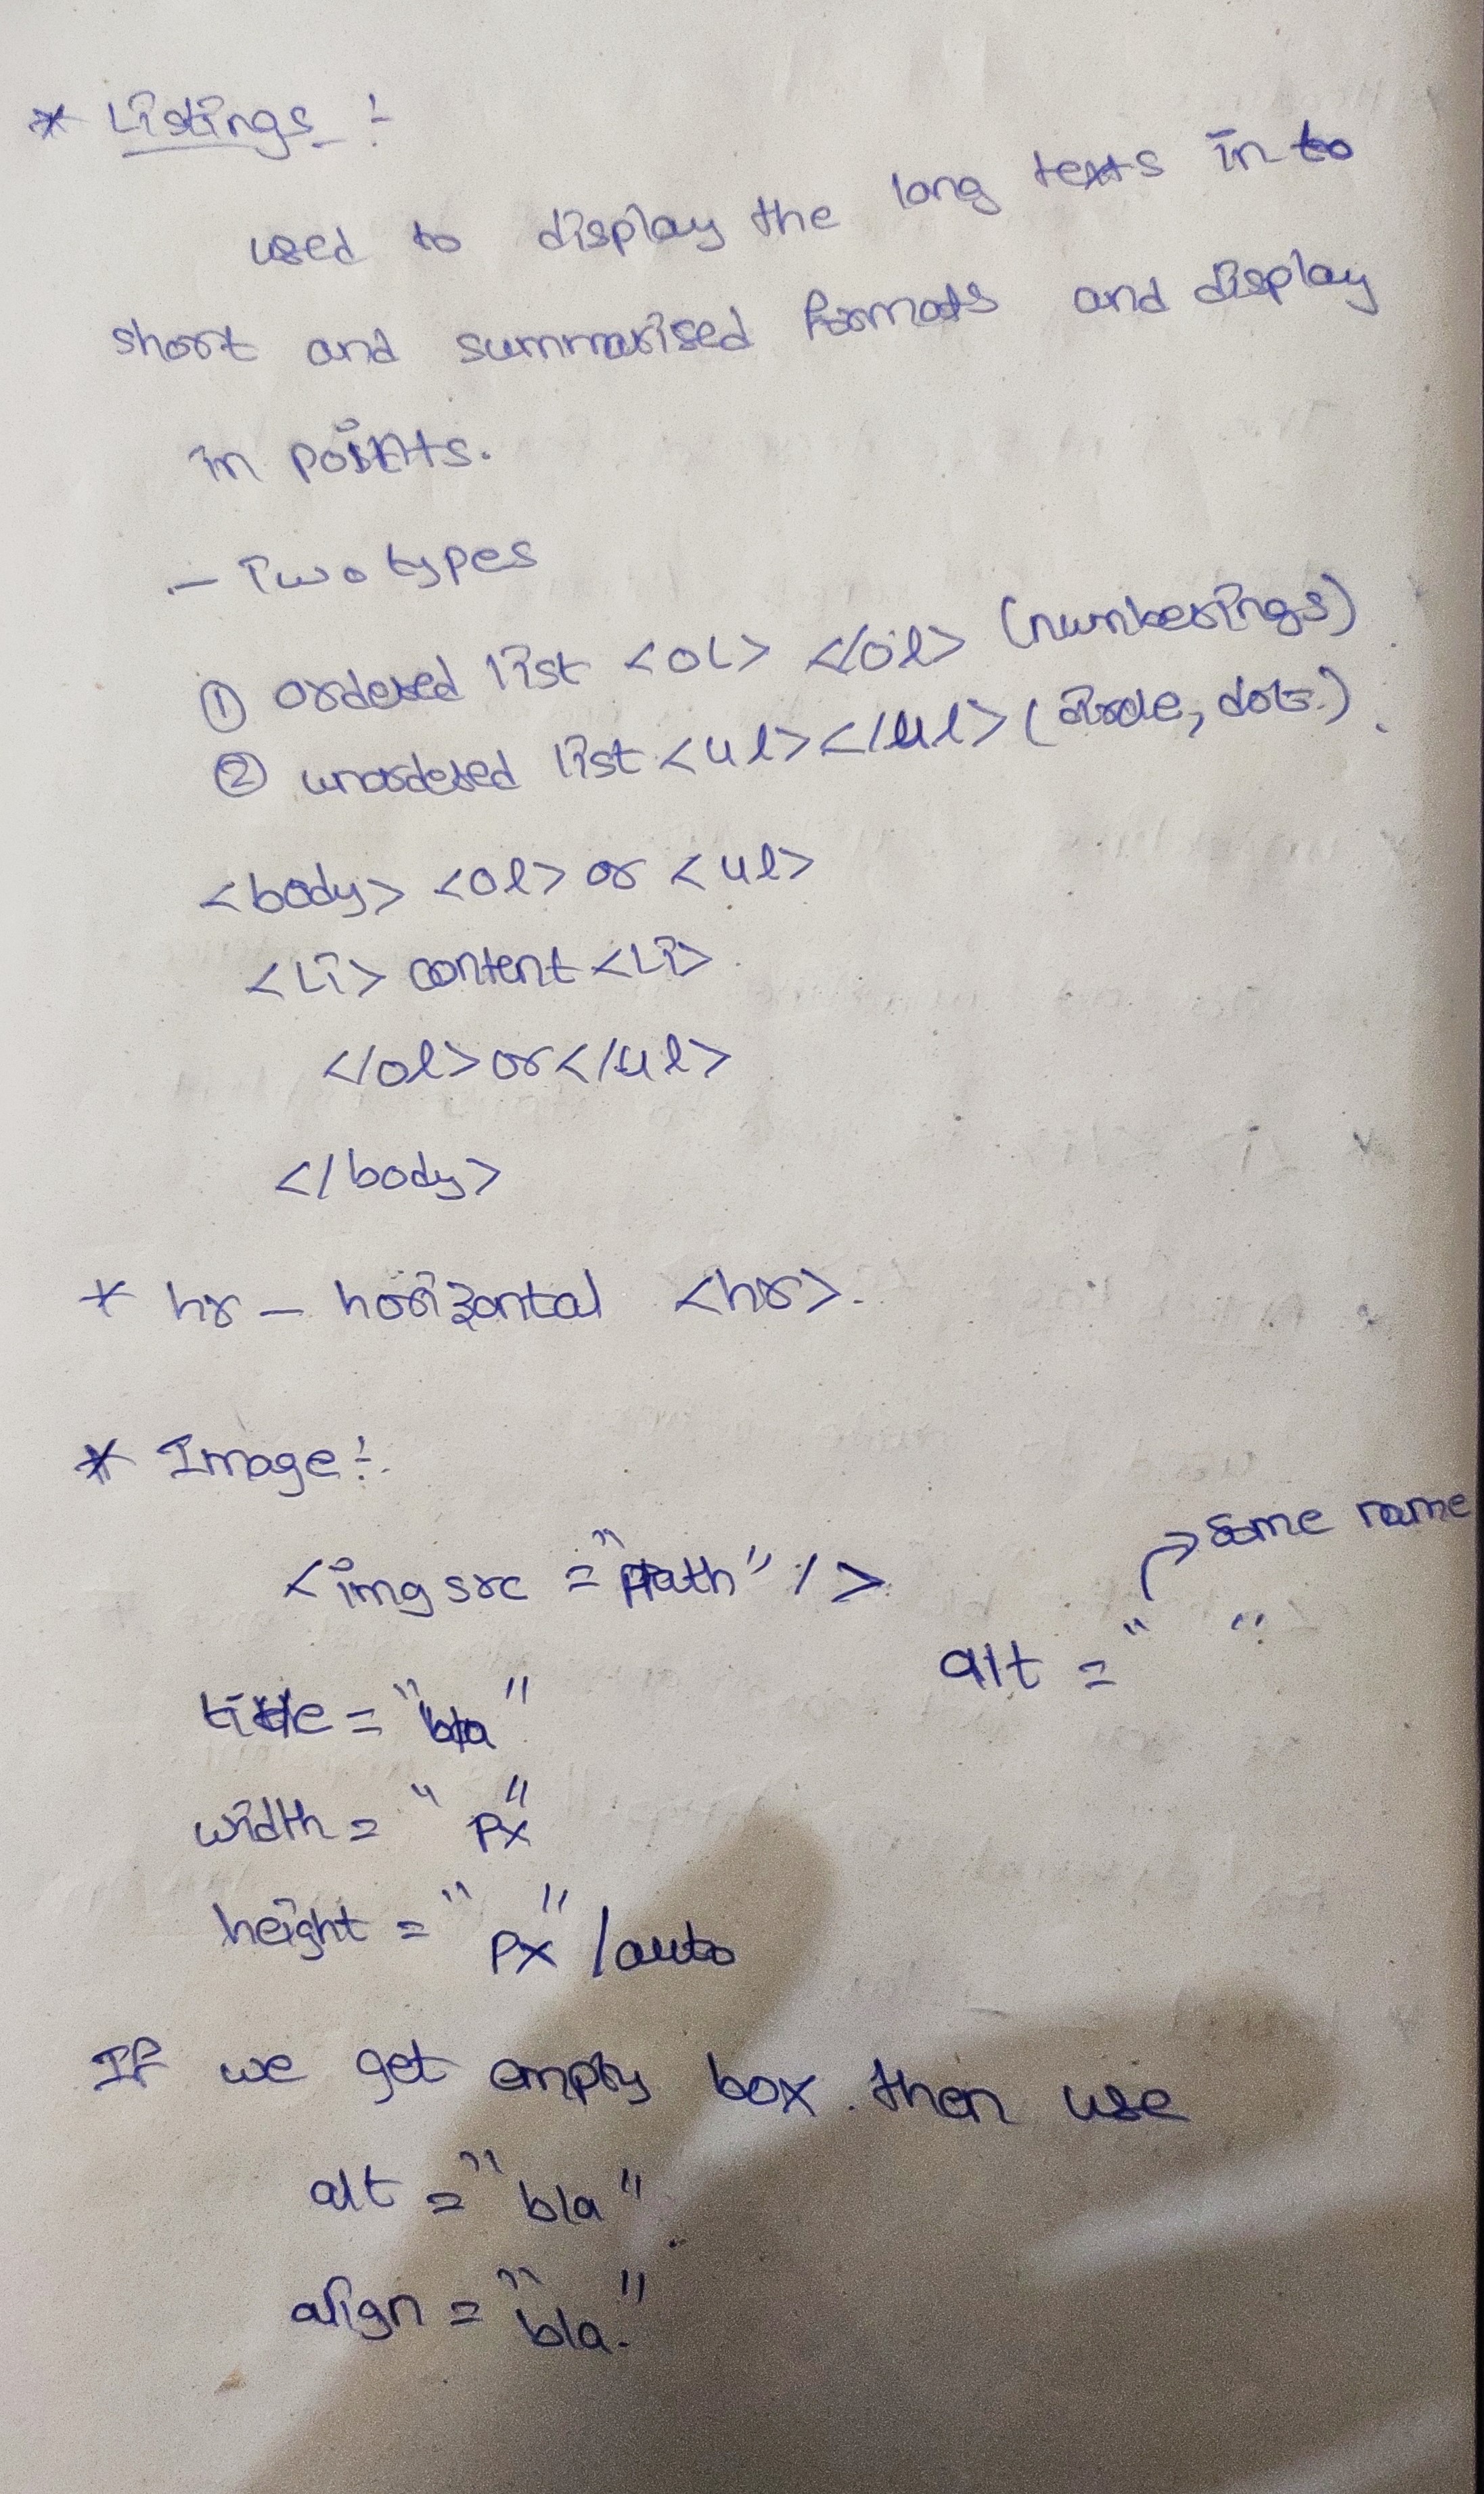 * Listings :-
used to display the long texts in to
short and summarised formats and display
in points.
- Two types
① ordered list <ol> </ol> (numberings)
② unordered list <ul></ul> (circle, dots.)
<body> <ol> or <ul>
<Li> content <Li>
</ol> or </ul>
</body>
* hr - horizontal <hr>.
* Image :-
<img src = "path" />
alt = " " → some name
title = "bla"
width = " px"
height = " px" / auto
If we get empty box. then use
alt = "bla"
align = "bla."